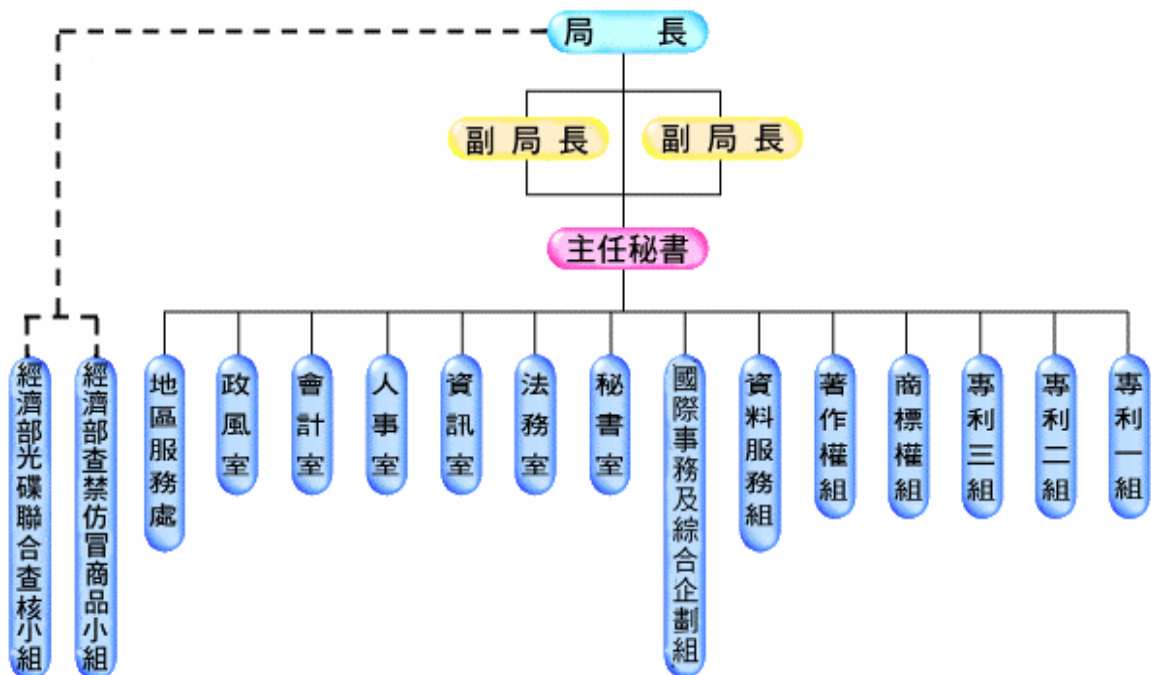 局 長
副局長
副局長
主任秘書
經濟部光碟聯合查核小組
經濟部查禁仿冒商品小組
地區服務處
政風室
會計室
人事室
資訊室
法務室
秘書室
國際事務及綜合企劃組
資料服務組
著作權組
商標權組
專利三組
專利二組
專利一組